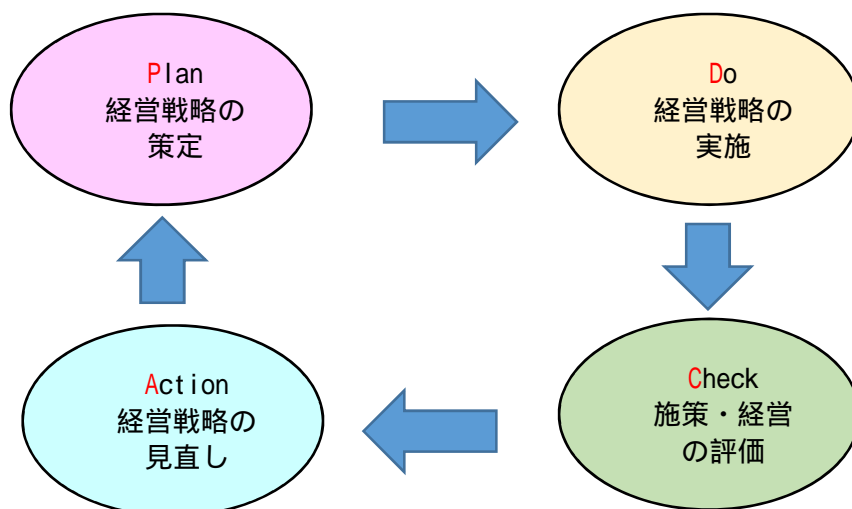 Plan
経営戦略の
策定
Do
経営戦略の
実施
Check
施策・経営
の評価
Action
経営戦略の
見直し